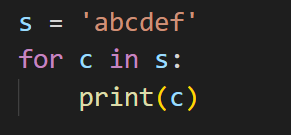 s = 'abcdef'
for c in s:
    print(c)